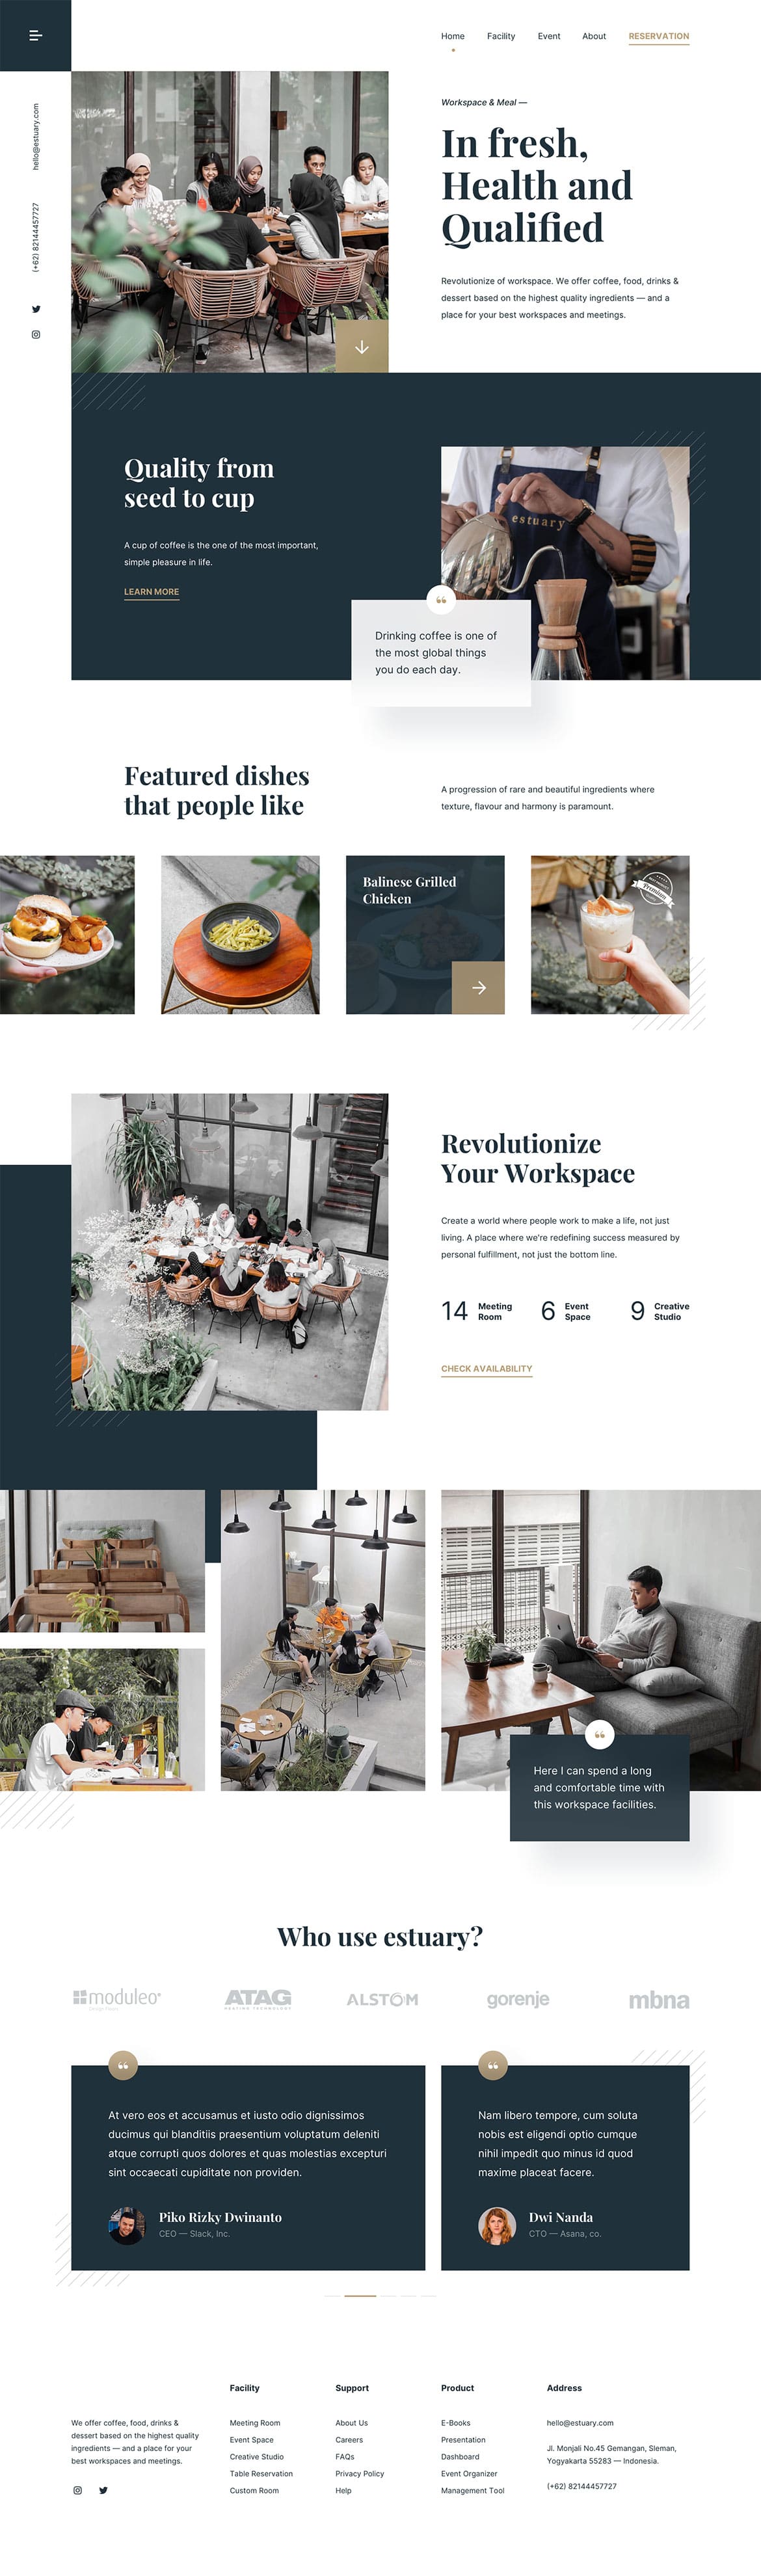 Home Facility Event About RESERVATION
hello@estuary.com
(+62) 82144457727
Workspace & Meal —
In fresh,
Health and
Qualified
Revolutionize of workspace. We offer coffee, food, drinks &
dessert based on the highest quality ingredients — and a
place for your best workspaces and meetings.
Quality from
seed to cup
A cup of coffee is the one of the most important,
simple pleasure in life.
LEARN MORE
estuary
Drinking coffee is one of
the most global things
you do each day.
Featured dishes
that people like
A progression of rare and beautiful ingredients where
texture, flavour and harmony is paramount.
Balinese Grilled
Chicken
Premium
Revolutionize
Your Workspace
Create a world where people work to make a life, not just
living. A place where we're redefining success measured by
personal fulfillment, not just the bottom line.
14 Meeting Room
6 Event Space
9 Creative Studio
CHECK AVAILABILITY
Here I can spend a long
and comfortable time with
this workspace facilities.
Who use estuary?
moduleo
ATAG
HEATING TECHNOLOGY
ALSTOM
gorenje
mbna
At vero eos et accusamus et iusto odio dignissimos
ducimus qui blanditiis praesentium voluptatum deleniti
atque corrupti quos dolores et quas molestias excepturi
sint occaecati cupiditate non providen.
Piko Rizky Dwinanto
CEO — Slack, Inc.
Nam libero tempore, cum soluta
nobis est eligendi optio cumque
nihil impedit quo minus id quod
maxime placeat facere.
Dwi Nanda
CTO — Asana, co.
We offer coffee, food, drinks &
dessert based on the highest quality
ingredients — and a place for your
best workspaces and meetings.
Facility
Meeting Room
Event Space
Creative Studio
Table Reservation
Custom Room
Support
About Us
Careers
FAQs
Privacy Policy
Help
Product
E-Books
Presentation
Dashboard
Event Organizer
Management Tool
Address
hello@estuary.com
Jl. Monjali No.45 Gemangan, Sleman,
Yogyakarta 55283 — Indonesia.
(+62) 82144457727